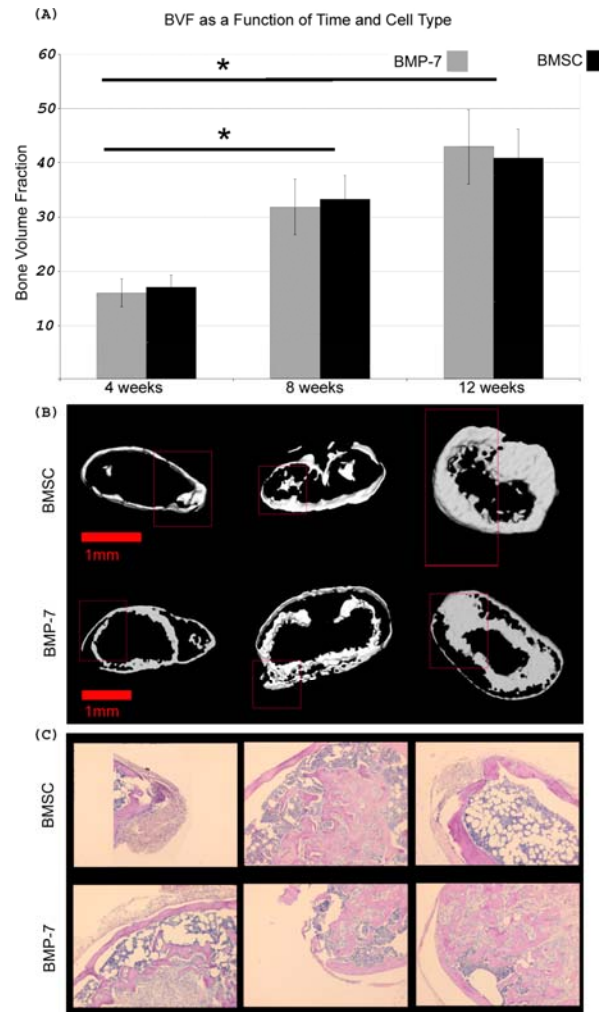 (A)
BVF as a Function of Time and Cell Type
60
50
40
30
20
10
Bone Volume Fraction
*
*
BMP-7
BMSC
4 weeks
8 weeks
12 weeks
(B)
BMSC
1mm
BMP-7
1mm
(C)
BMSC
BMP-7